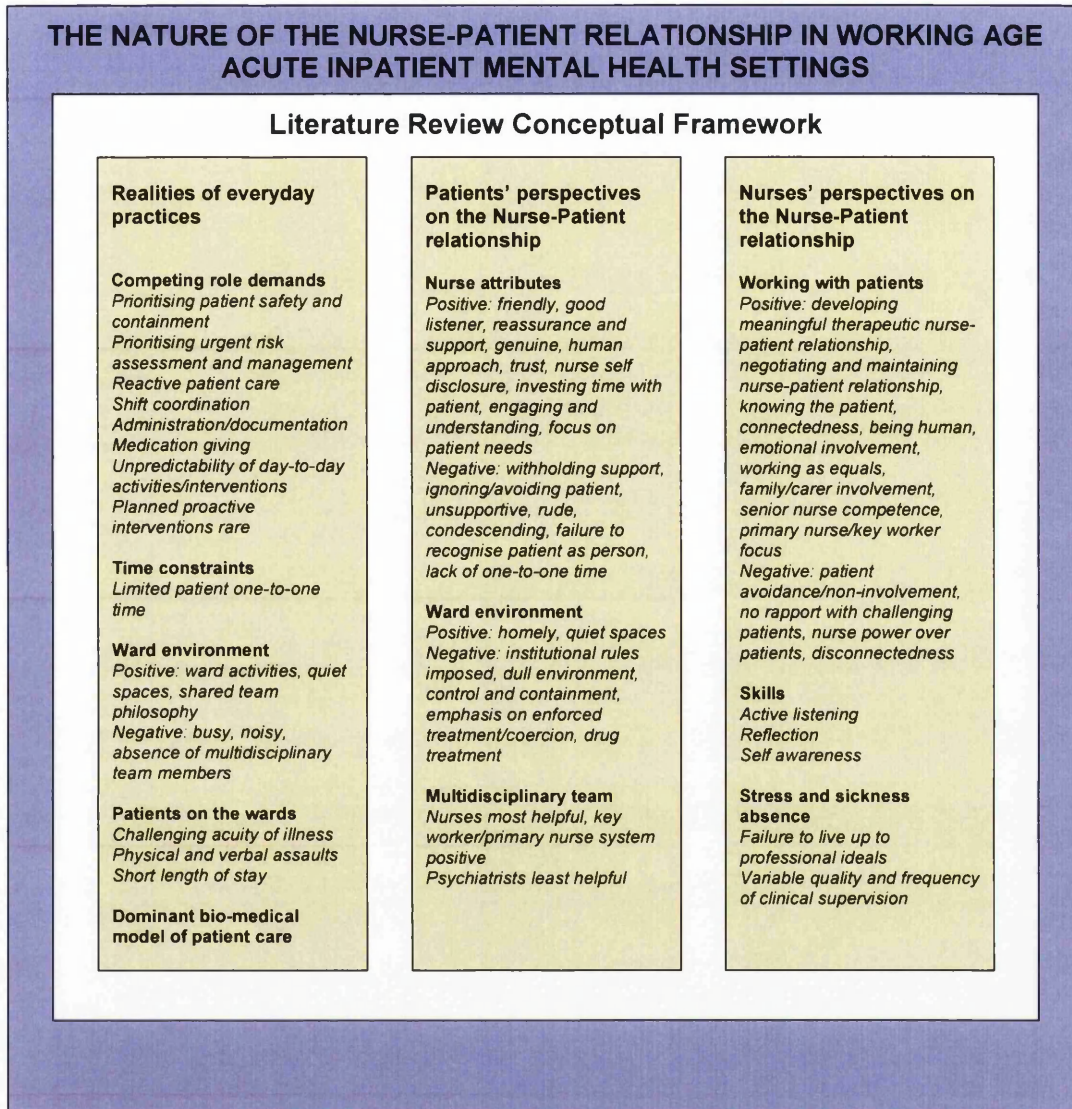 THE NATURE OF THE NURSE-PATIENT RELATIONSHIP IN WORKING AGE
ACUTE INPATIENT MENTAL HEALTH SETTINGS
Literature Review Conceptual Framework
Realities of everyday
practices
Competing role demands
Prioritising patient safety and
containment
Prioritising urgent risk
assessment and management
Reactive patient care
Shift coordination
Administration/documentation
Medication giving
Unpredictability of day-to-day
activities/interventions
Planned proactive
interventions rare
Time constraints
Limited patient one-to-one
time
Ward environment
Positive: ward activities, quiet
spaces, shared team
philosophy
Negative: busy, noisy,
absence of multidisciplinary
team members
Patients on the wards
Challenging acuity of illness
Physical and verbal assaults
Short length of stay
Dominant bio-medical
model of patient care
Patients' perspectives
on the Nurse-Patient
relationship
Nurse attributes
Positive: friendly, good
listener, reassurance and
support, genuine, human
approach, trust, nurse self
disclosure, investing time with
patient, engaging and
understanding, focus on
patient needs
Negative: withholding support,
ignoring/avoiding patient,
unsupportive, rude,
condescending, failure to
recognise patient as person,
lack of one-to-one time
Ward environment
Positive: homely, quiet spaces
Negative: institutional rules
imposed, dull environment,
control and containment,
emphasis on enforced
treatment/coercion, drug
treatment
Multidisciplinary team
Nurses most helpful, key
worker/primary nurse system
positive
Psychiatrists least helpful
Nurses' perspectives on
the Nurse-Patient
relationship
Working with patients
Positive: developing
meaningful therapeutic nurse-
patient relationship,
negotiating and maintaining
nurse-patient relationship,
knowing the patient,
connectedness, being human,
emotional involvement,
working as equals,
family/carer involvement,
senior nurse competence,
primary nurse/key worker
focus
Negative: patient
avoidance/non-involvement,
no rapport with challenging
patients, nurse power over
patients, disconnectedness
Skills
Active listening
Reflection
Self awareness
Stress and sickness
absence
Failure to live up to
professional ideals
Variable quality and frequency
of clinical supervision